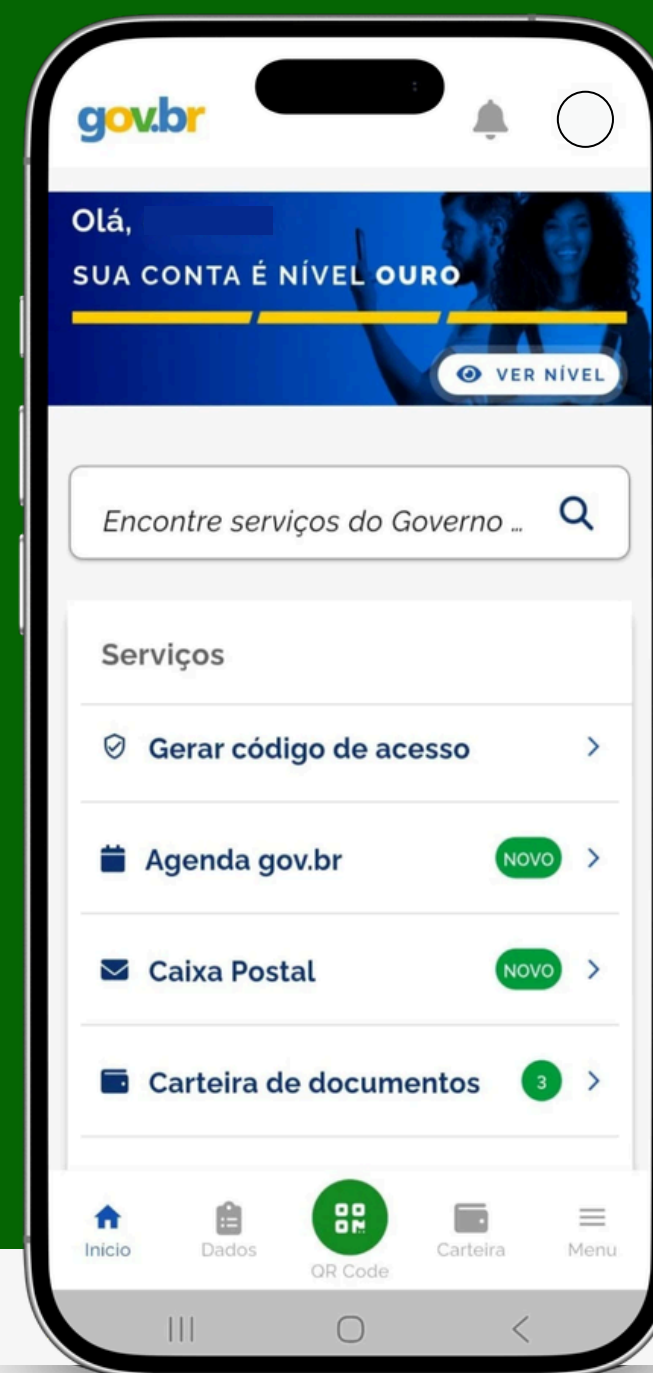 gov.br
Olá,
SUA CONTA É NÍVEL OURO
VER NÍVEL
Encontre serviços do Governo ...
Serviços
Gerar código de acesso
Agenda gov.br NOVO
Caixa Postal NOVO
Carteira de documentos 3
Início Dados QR Code Carteira Menu